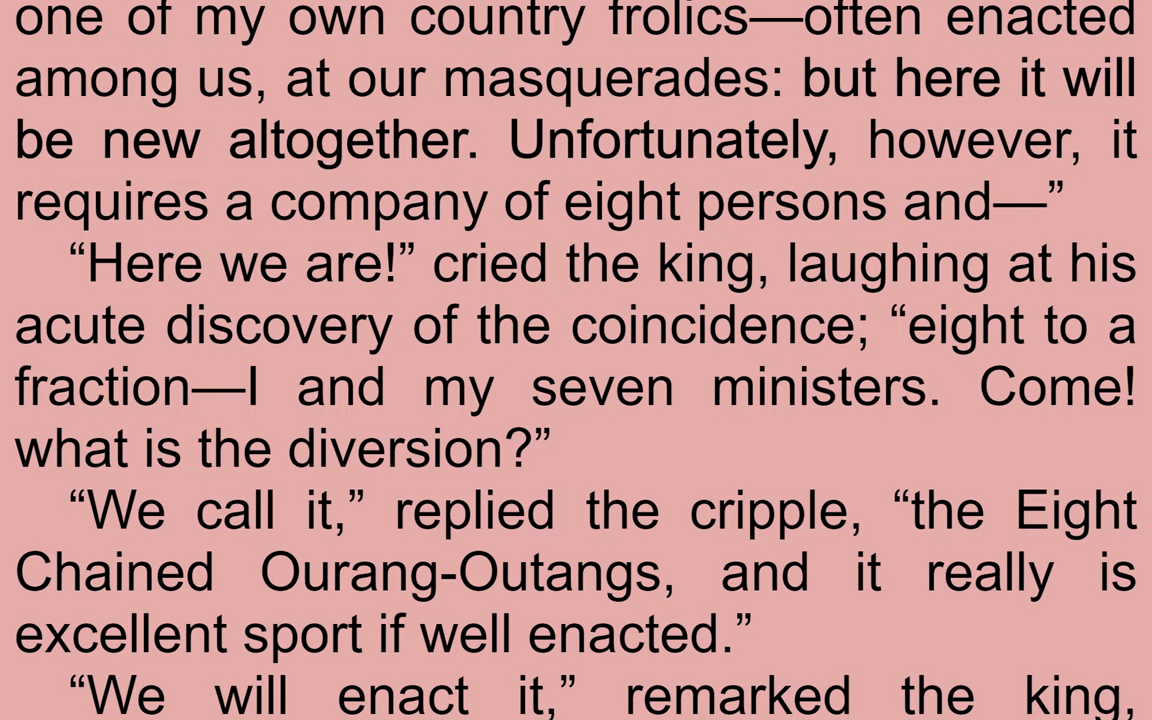 one of my own country frolics—often enacted
among us, at our masquerades: but here it will
be new altogether. Unfortunately, however, it
requires a company of eight persons and—”
“Here we are!” cried the king, laughing at his
acute discovery of the coincidence; “eight to a
fraction—I and my seven ministers. Come!
what is the diversion?”
“We call it,” replied the cripple, “the Eight
Chained Ourang-Outangs, and it really is
excellent sport if well enacted.”
“We will enact it,” remarked the king,